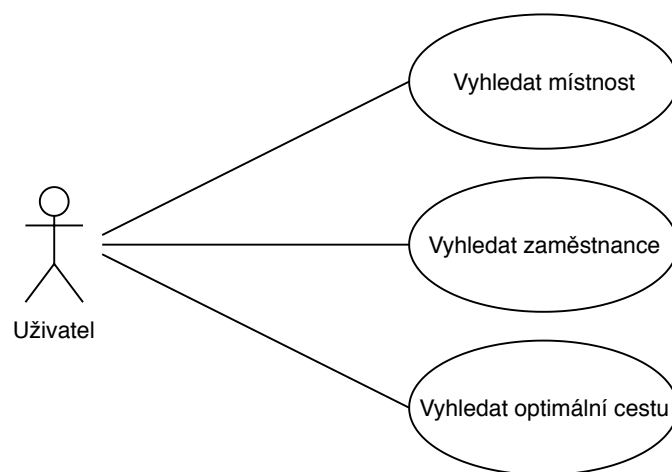 Vyhledat místnost
Vyhledat zaměstnance
Uživatel
Vyhledat optimální cestu